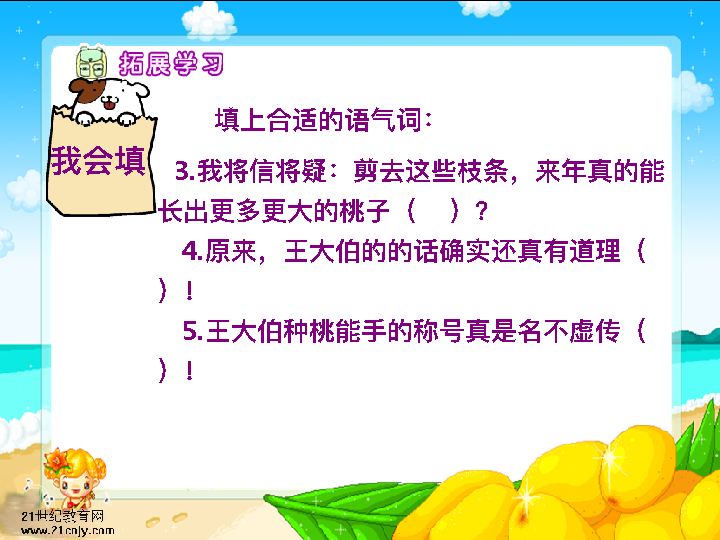 拓展学习
填上合适的语气词：
我会填
3.我将信将疑：剪去这些枝条，来年真的能
长出更多更大的桃子（　）？
4.原来，王大伯的的话确实还真有道理（
）！
5.王大伯种桃能手的称号真是名不虚传（
）！
21世纪教育网
www.21cnjy.com